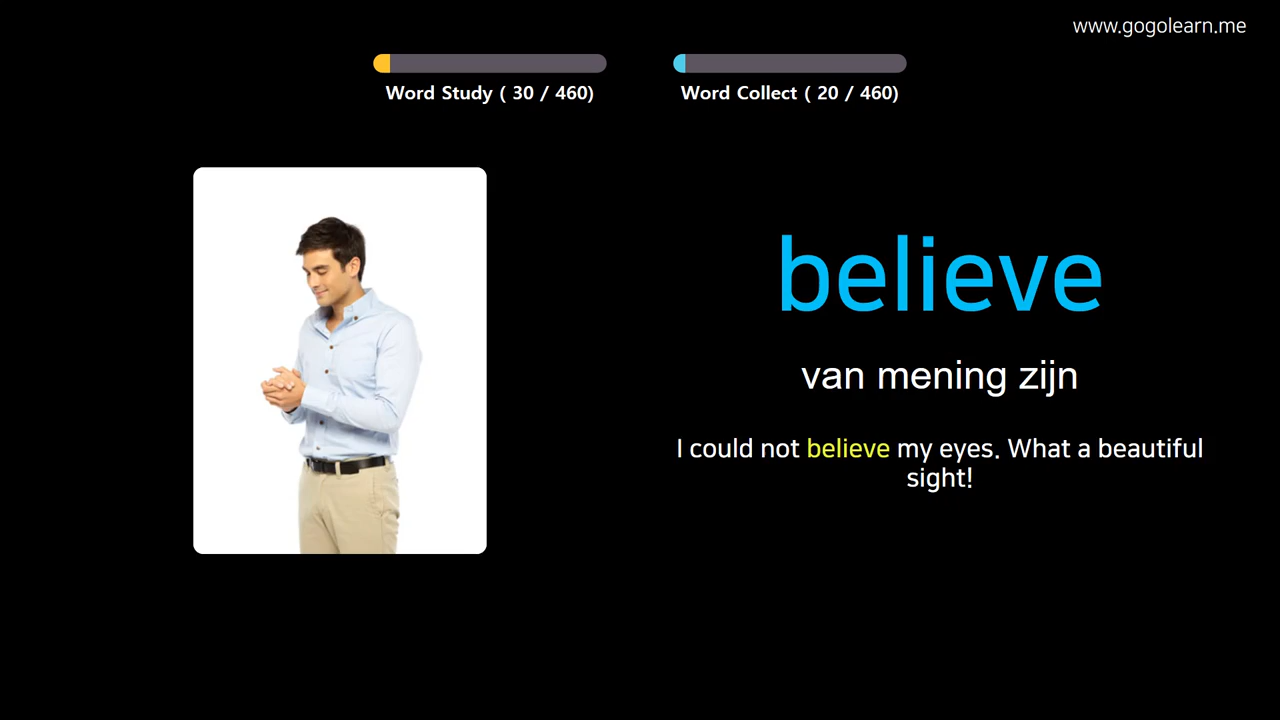 www.gogolearn.me
Word Study ( 30 / 460)
Word Collect ( 20 / 460)
believe
van mening zijn
I could not believe my eyes. What a beautiful
sight!